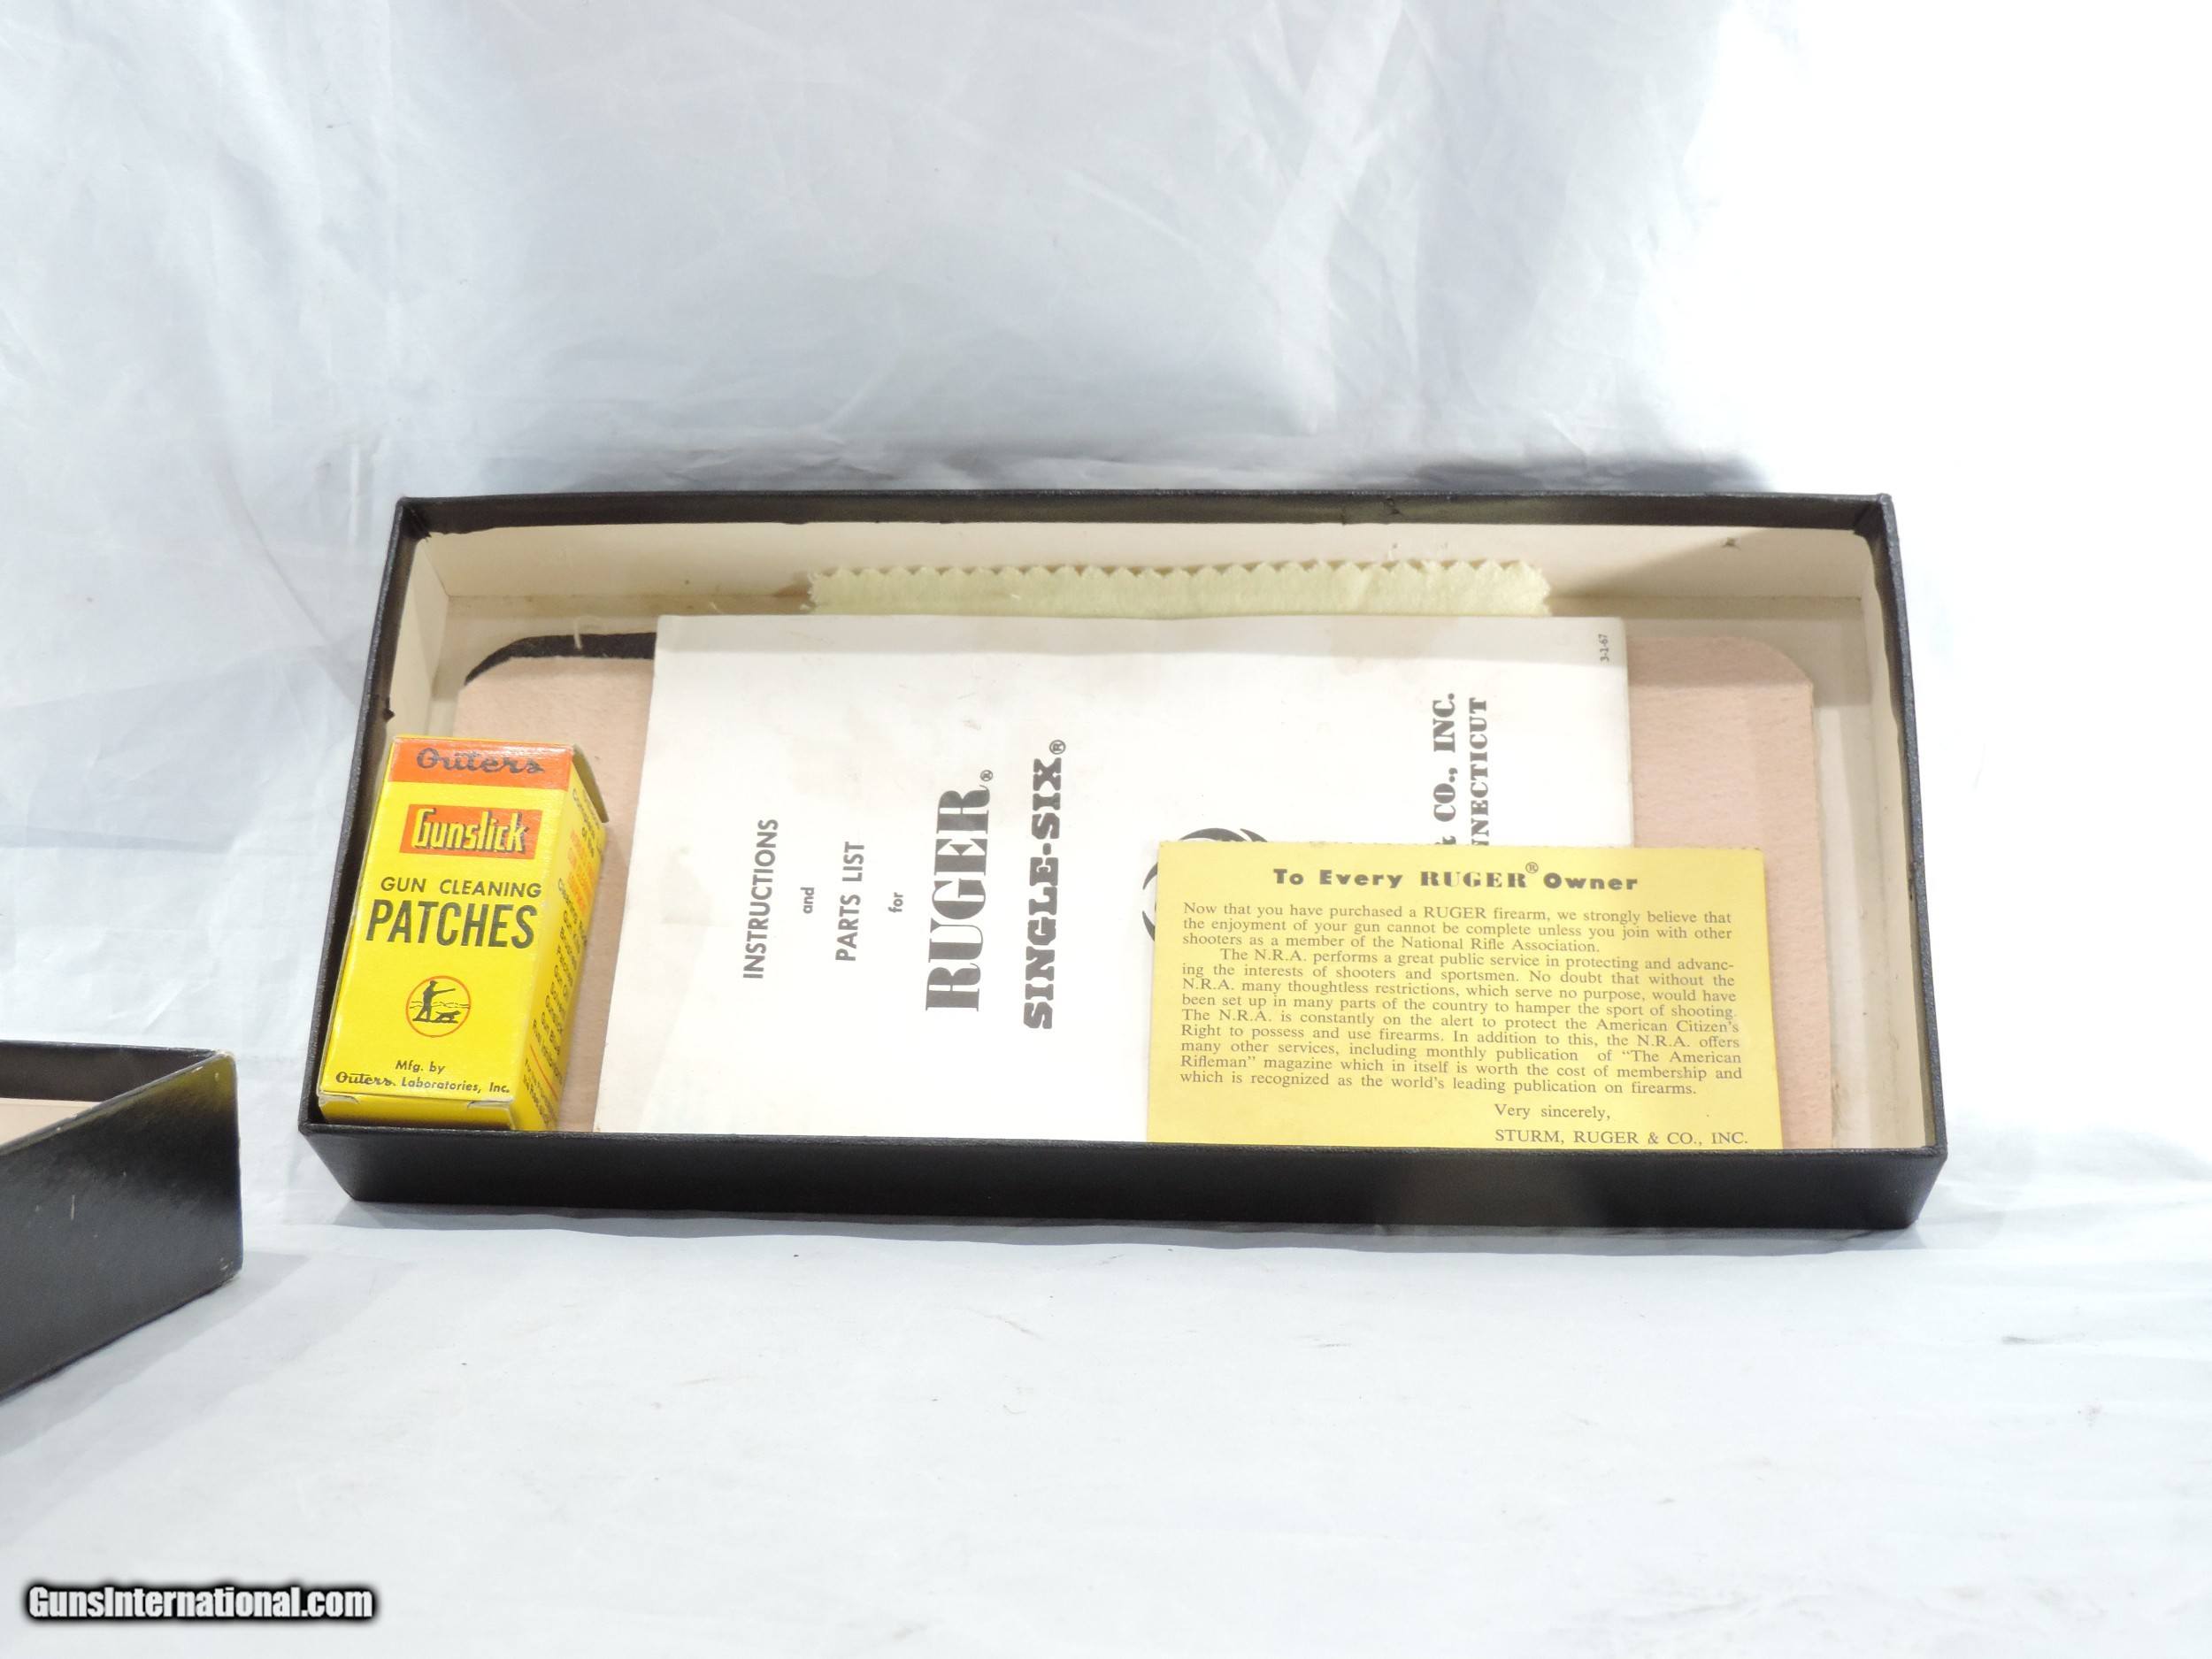 Outers
Gunslick
GUN CLEANING
PATCHES
Mfg. by
Outers Laboratories, Inc.
INSTRUCTIONS
and
PARTS LIST
for
RUGER®
SINGLE-SIX®
CO., INC.
3-1-67
To Every RUGER® Owner
Now that you have purchased a RUGER firearm, we strongly believe that
the enjoyment of your gun cannot be complete unless you join with other
shooters as a member of the National Rifle Association.
The N.R.A. performs a great public service in protecting and advanc-
ing the interests of shooters and sportsmen. No doubt that without the
N.R.A. many thoughtless restrictions, which serve no purpose, would have
been set up in many parts of the country to hamper the sport of shooting.
The N.R.A. is constantly on the alert to protect the American Citizen's
Right to possess and use firearms. In addition to this, the N.R.A. offers
many other services, including monthly publication of "The American
Rifleman" magazine which in itself is worth the cost of membership and
which is recognized as the world's leading publication on firearms.
Very sincerely,
STURM, RUGER & CO., INC.
GunsInternational.com